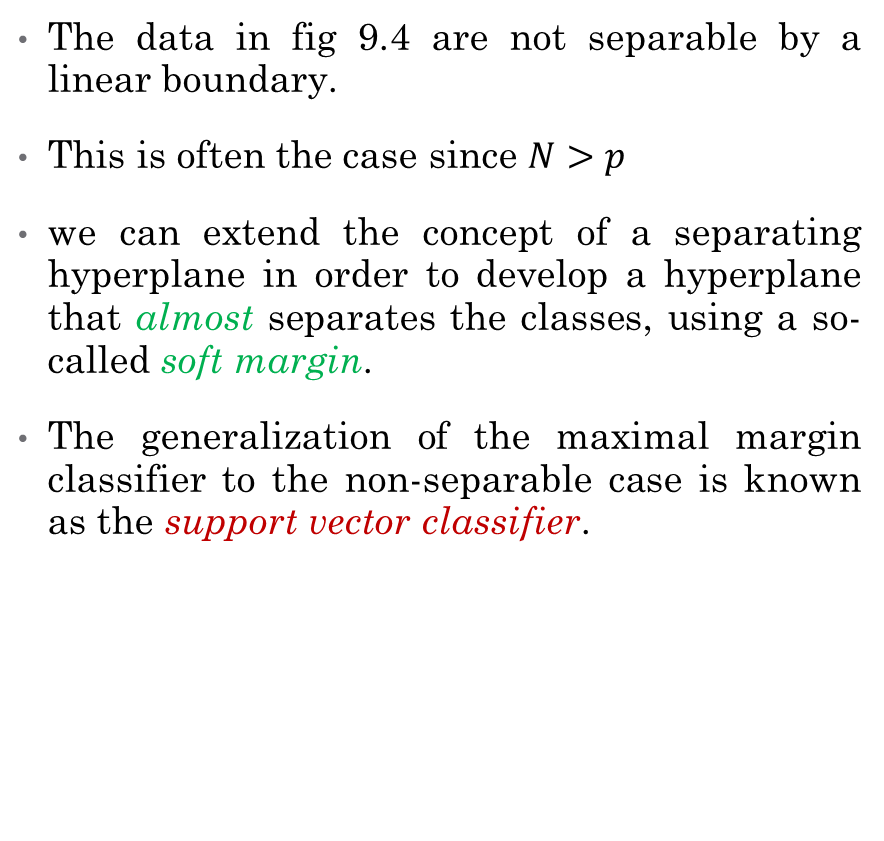 • The data in fig 9.4 are not separable by a
linear boundary.
• This is often the case since N > p
• we can extend the concept of a separating
hyperplane in order to develop a hyperplane
that almost separates the classes, using a so-
called soft margin.
• The generalization of the maximal margin
classifier to the non-separable case is known
as the support vector classifier.